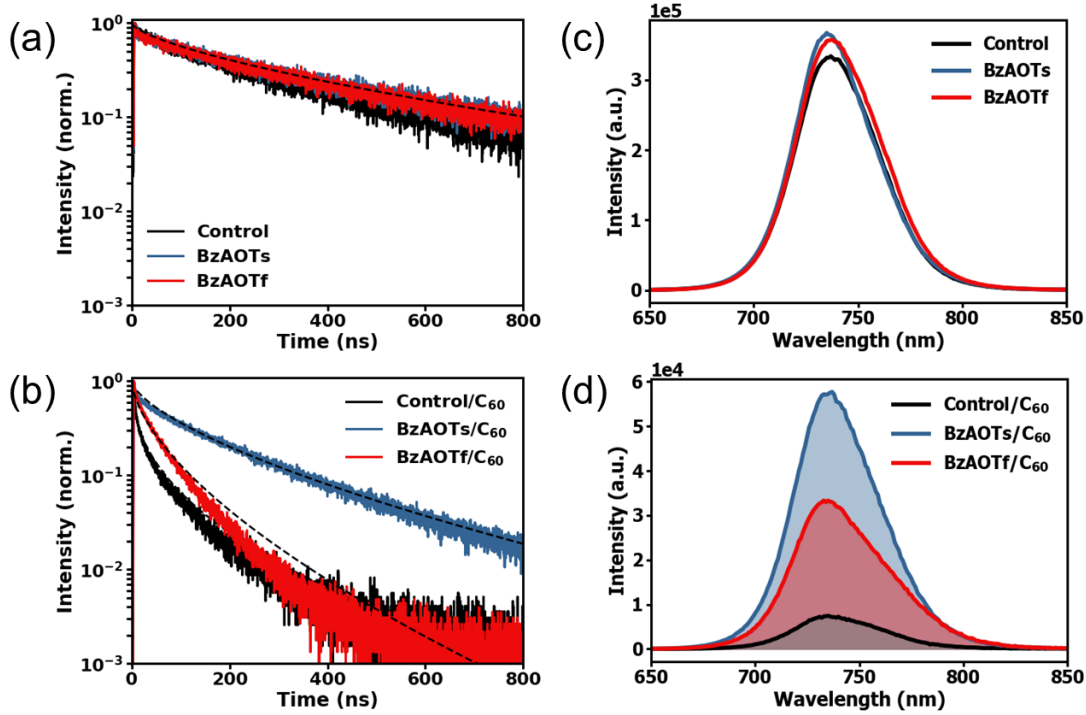 (a)
10⁰
10⁻¹
10⁻²
10⁻³
Intensity (norm.)
Control
BzAOTs
BzAOTf
0 200 400 600 800
Time (ns)
(c)
1e5
3
2
1
0
Intensity (a.u.)
Control
BzAOTs
BzAOTf
650 700 750 800 850
Wavelength (nm)
(b)
10⁰
10⁻¹
10⁻²
10⁻³
Intensity (norm.)
Control/C₆₀
BzAOTs/C₆₀
BzAOTf/C₆₀
0 200 400 600 800
Time (ns)
(d)
1e4
6
5
4
3
2
1
0
Intensity (a.u.)
Control/C₆₀
BzAOTs/C₆₀
BzAOTf/C₆₀
650 700 750 800 850
Wavelength (nm)